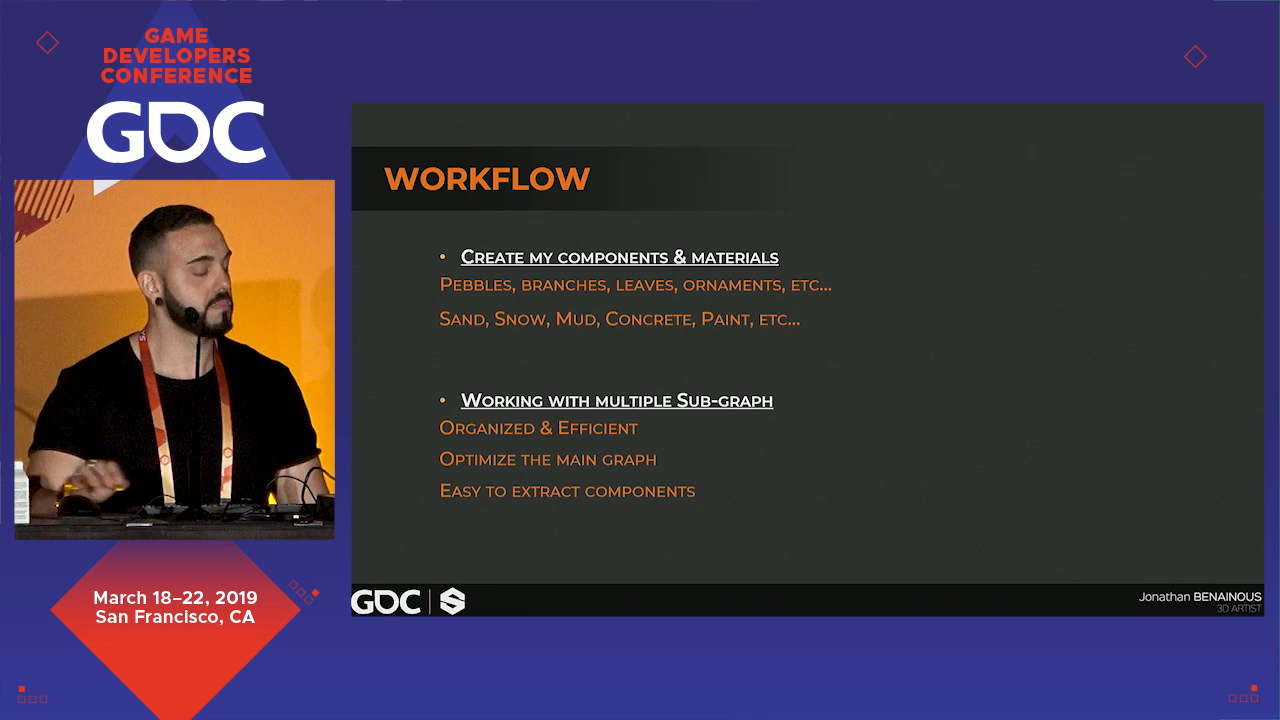 GAME
DEVELOPERS
CONFERENCE
GDC
WORKFLOW
• Create my components & materials
Pebbles, branches, leaves, ornaments, etc...
Sand, Snow, Mud, Concrete, Paint, etc...
• Working with multiple Sub-graph
Organized & Efficient
Optimize the main graph
Easy to extract components
March 18–22, 2019
San Francisco, CA
GDC
Jonathan BENAINOUS
3D ARTIST